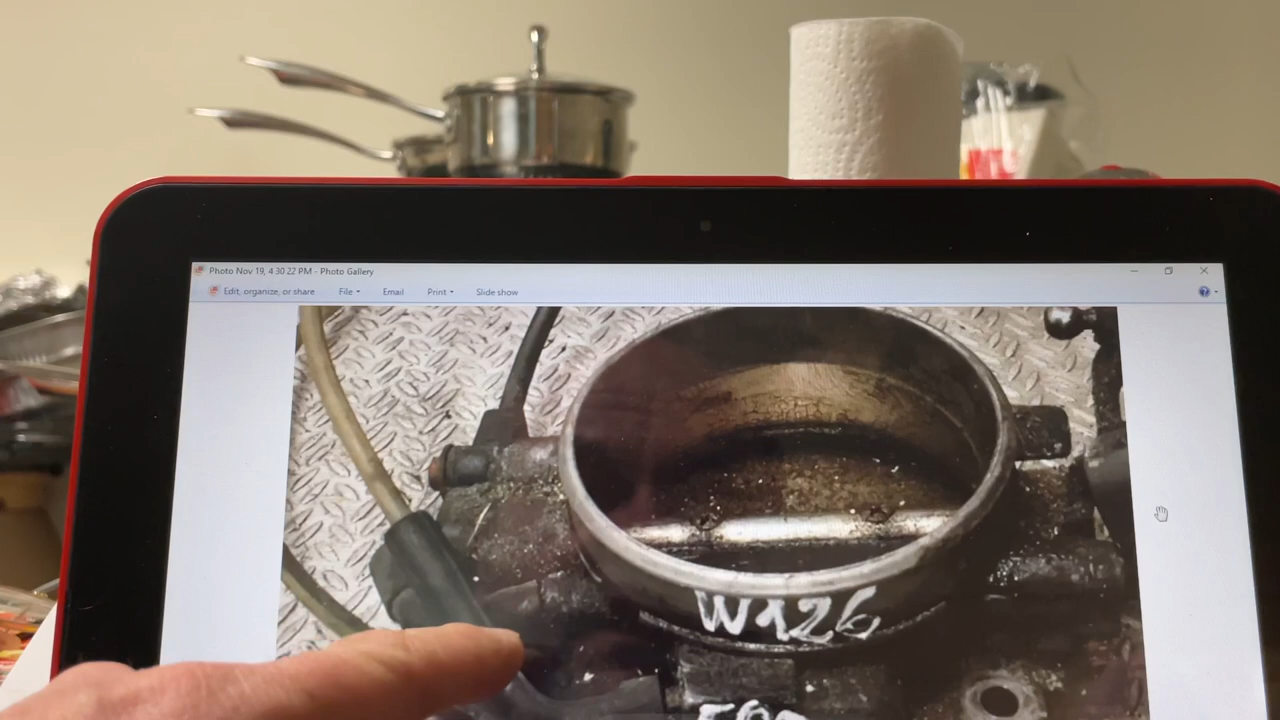 Photo Nov 19, 4 30 22 PM - Photo Gallery
Edit, organize, or share File Email Print Slide show
W126